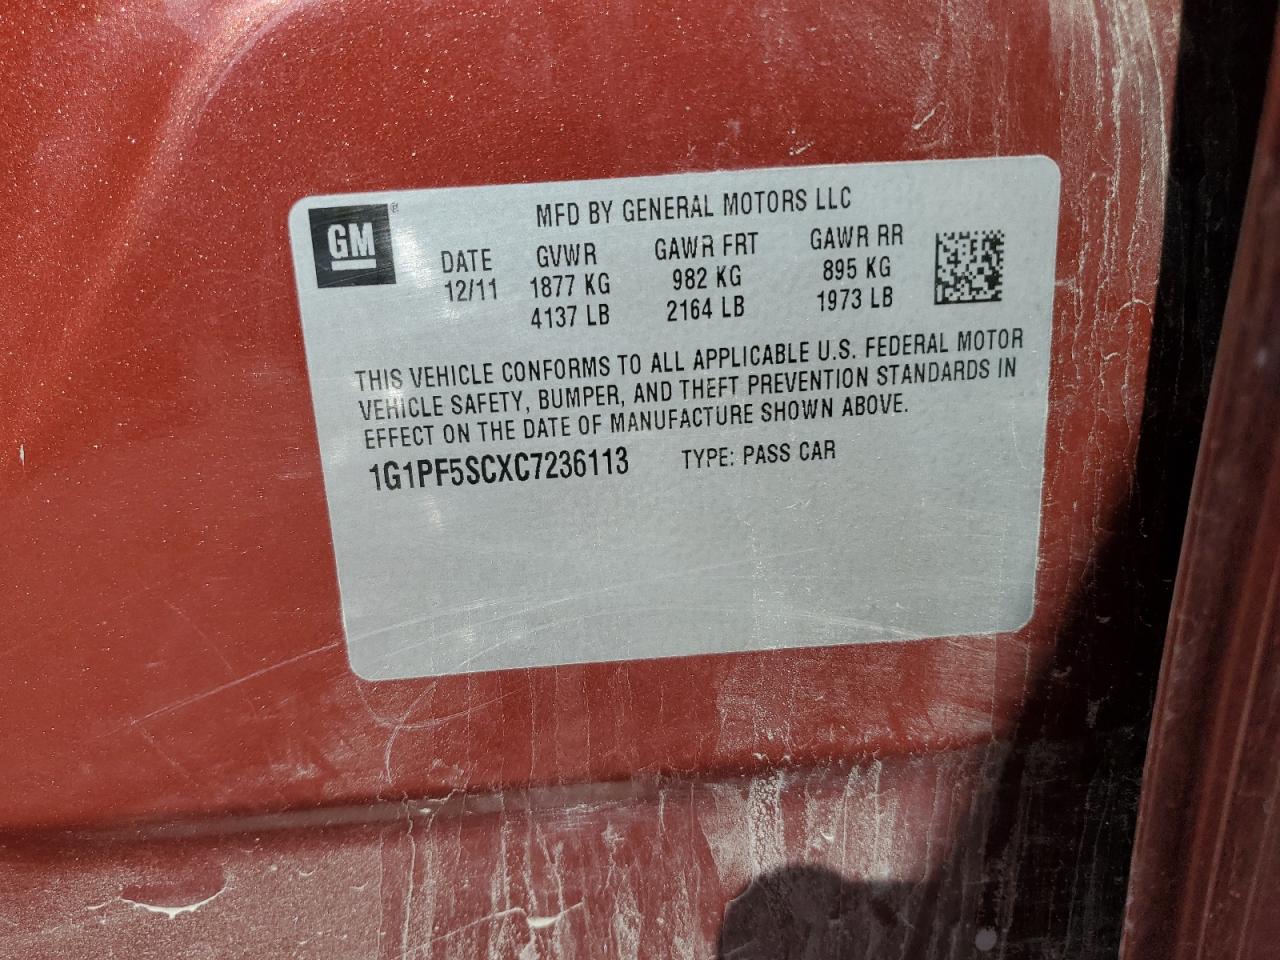 GM
MFD BY GENERAL MOTORS LLC
DATE GVWR GAWR FRT GAWR RR
12/11 1877 KG 982 KG 895 KG
4137 LB 2164 LB 1973 LB
THIS VEHICLE CONFORMS TO ALL APPLICABLE U.S. FEDERAL MOTOR
VEHICLE SAFETY, BUMPER, AND THEFT PREVENTION STANDARDS IN
EFFECT ON THE DATE OF MANUFACTURE SHOWN ABOVE.
1G1PF5SCXC7236113 TYPE: PASS CAR